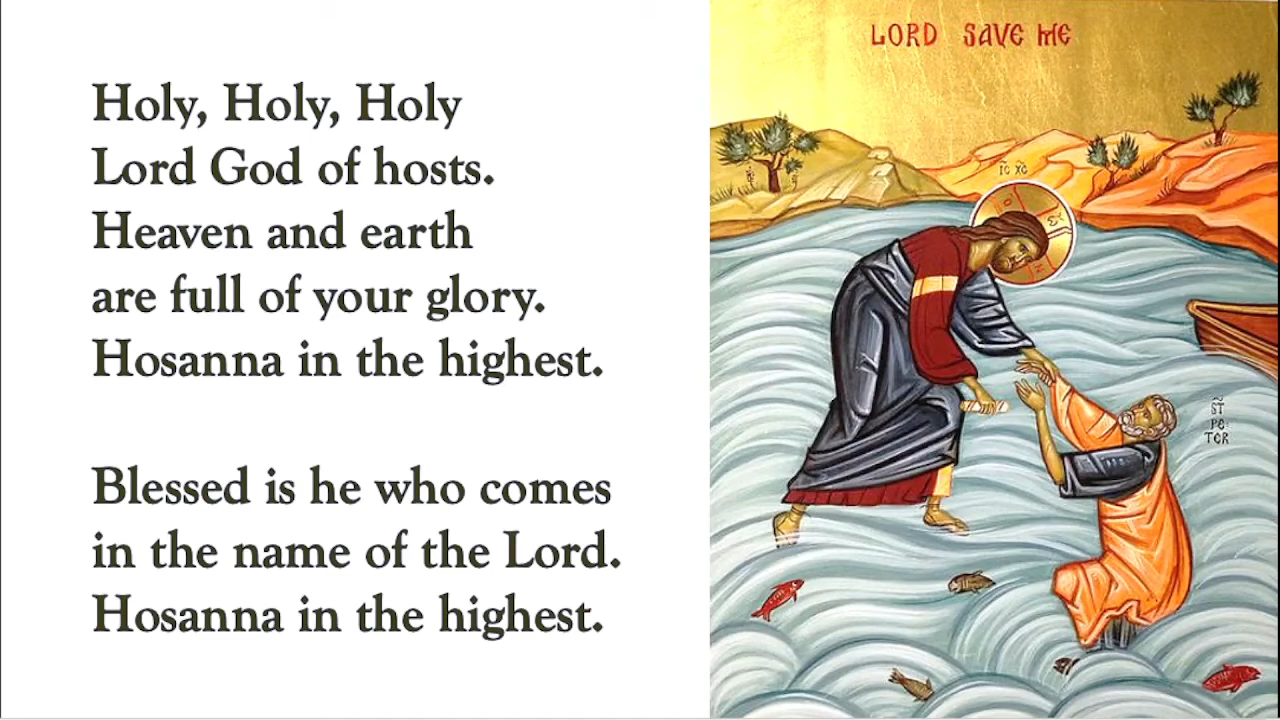 Holy, Holy, Holy
Lord God of hosts.
Heaven and earth
are full of your glory.
Hosanna in the highest.
Blessed is he who comes
in the name of the Lord.
Hosanna in the highest.
LORD SAVE ME
IC XC
ST
PE
TER